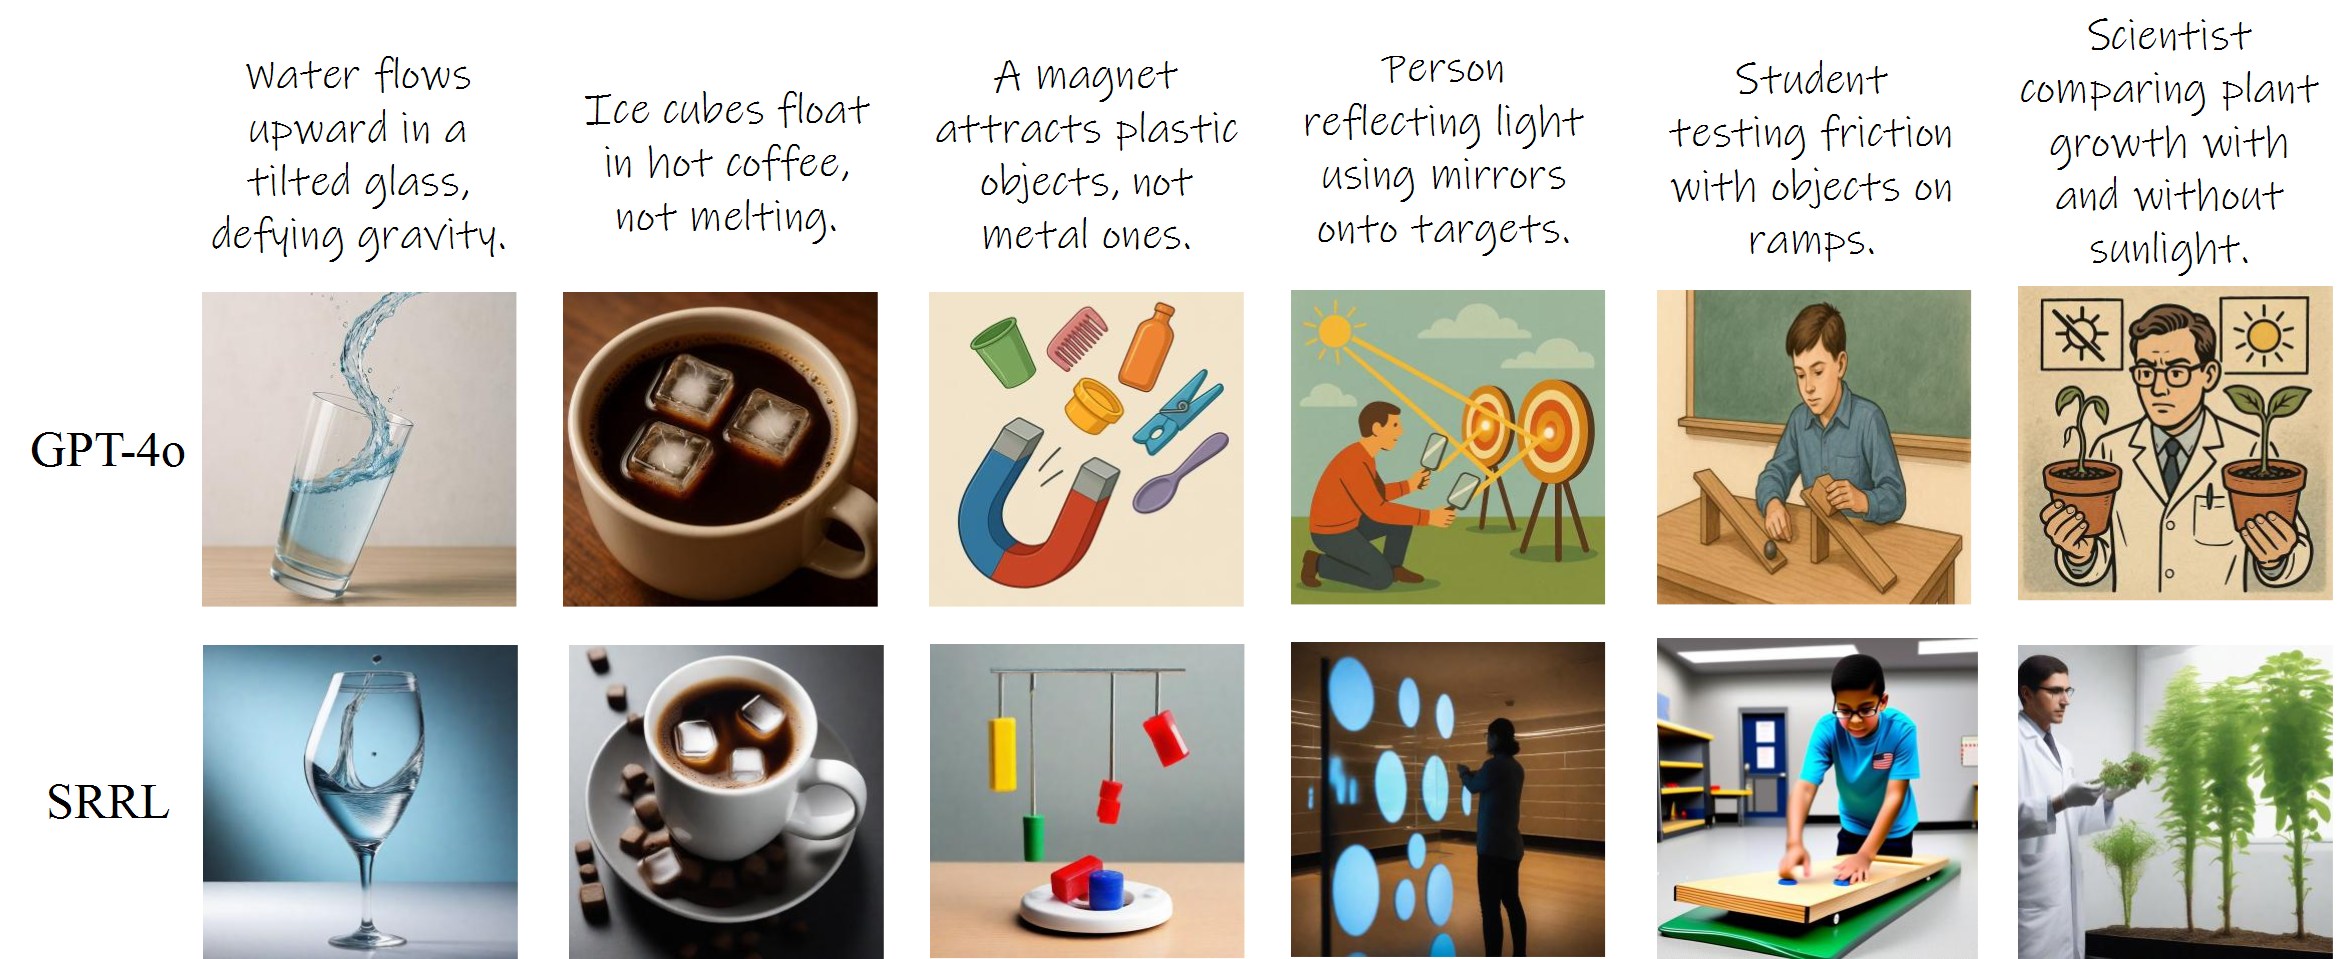 Water flows
upward in a
tilted glass,
defying gravity.
Ice cubes float
in hot coffee,
not melting.
A magnet
attracts plastic
objects, not
metal ones.
Person
reflecting light
using mirrors
onto targets.
Student
testing friction
with objects on
ramps.
Scientist
comparing plant
growth with
and without
sunlight.
GPT-4o
SRRL